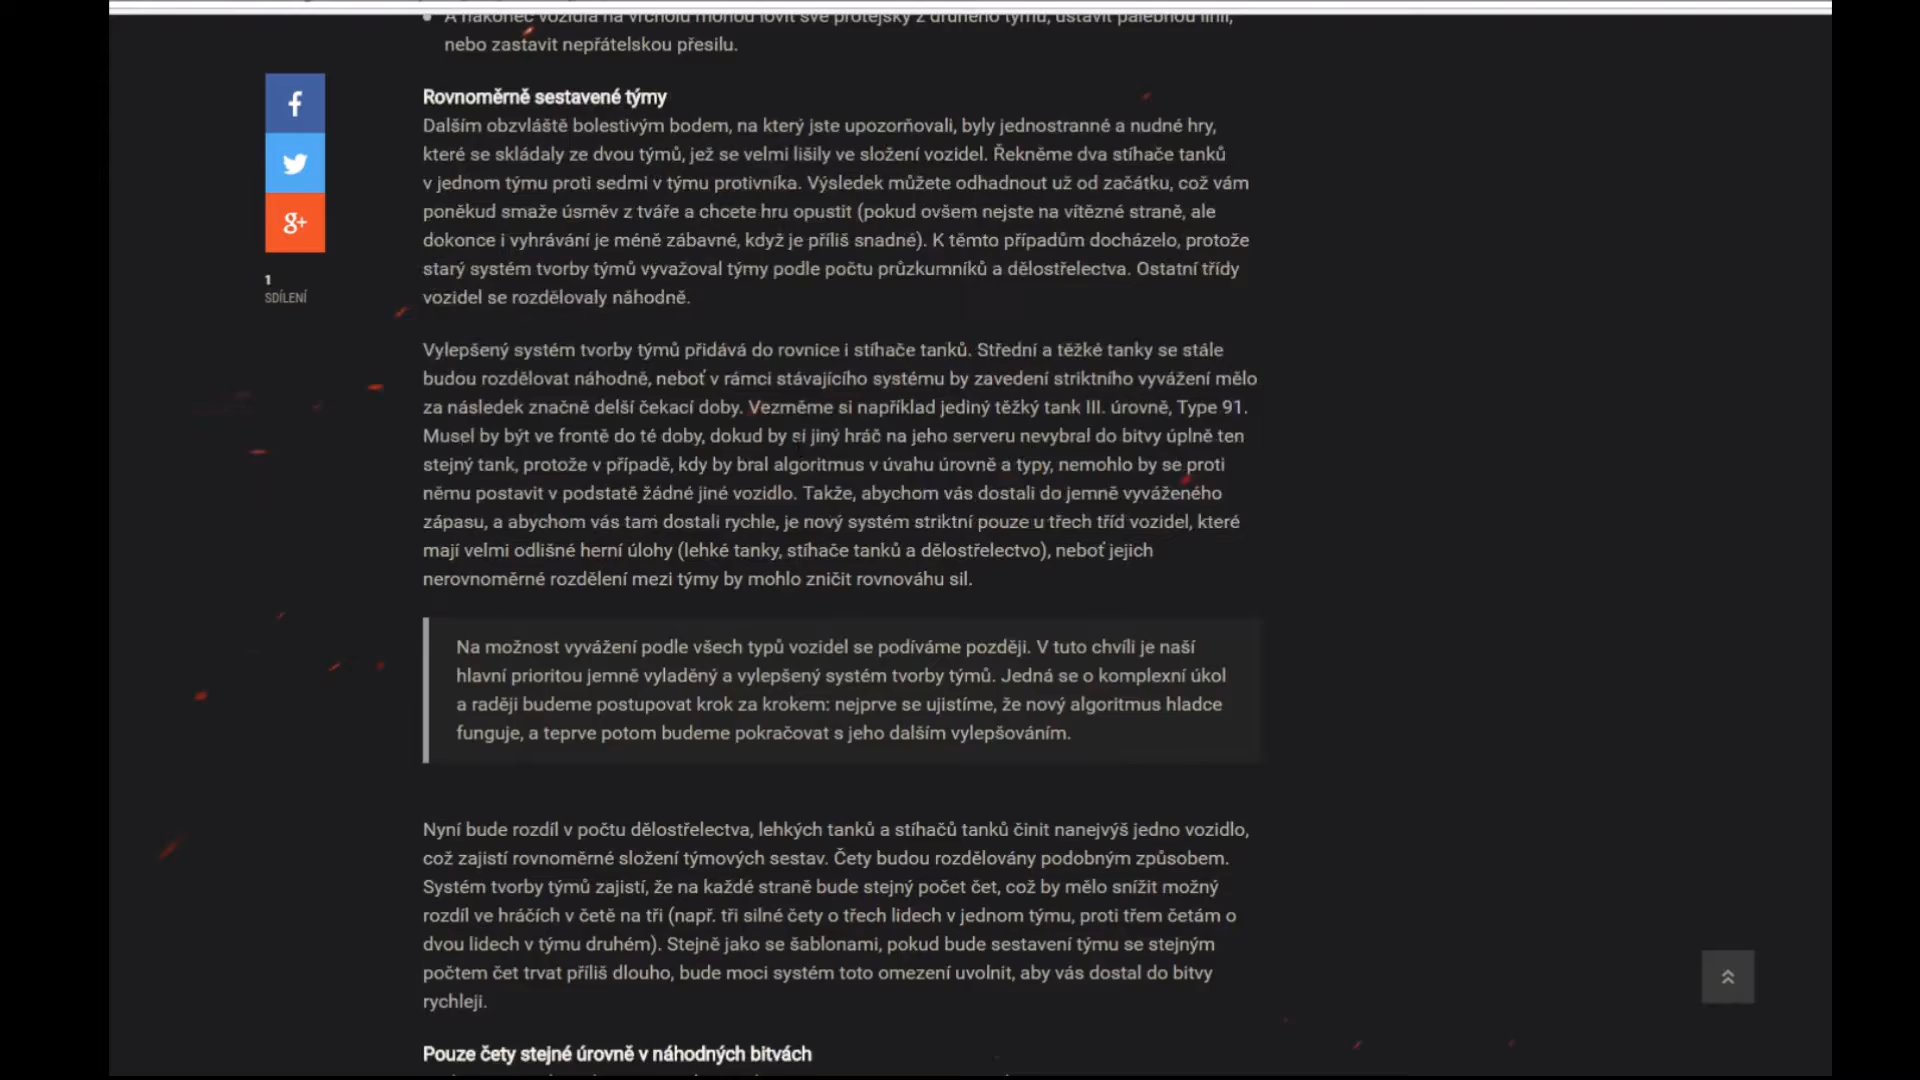 A nakonec vozidla na vrcholu mohou lovit své protějšky z druhého týmu, ustavit palebnou linii,
nebo zastavit nepřátelskou přesilu.
Rovnoměrně sestavené týmy
Dalším obzvláště bolestivým bodem, na který jste upozorňovali, byly jednostranné a nudné hry,
které se skládaly ze dvou týmů, jež se velmi lišily ve složení vozidel. Řekněme dva stíhače tanků
v jednom týmu proti sedmi v týmu protivníka. Výsledek můžete odhadnout už od začátku, což vám
poněkud smaže úsměv z tváře a chcete hru opustit (pokud ovšem nejste na vítězné straně, ale
dokonce i vyhrávání je méně zábavné, když je příliš snadné). K těmto případům docházelo, protože
starý systém tvorby týmů vyvažoval týmy podle počtu průzkumníků a dělostřelectva. Ostatní třídy
vozidel se rozdělovaly náhodně.
f
g+
1
SDÍLENÍ
Vylepšený systém tvorby týmů přidává do rovnice i stíhače tanků. Střední a těžké tanky se stále
budou rozdělovat náhodně, neboť v rámci stávajícího systému by zavedení striktního vyvážení mělo
za následek značně delší čekací doby. Vezměme si například jediný těžký tank III. úrovně, Type 91.
Musel by být ve frontě do té doby, dokud by si jiný hráč na jeho serveru nevybral do bitvy úplně ten
stejný tank, protože v případě, kdy by bral algoritmus v úvahu úrovně a typy, nemohlo by se proti
němu postavit v podstatě žádné jiné vozidlo. Takže, abychom vás dostali do jemně vyváženého
zápasu, a abychom vás tam dostali rychle, je nový systém striktní pouze u třech tříd vozidel, které
mají velmi odlišné herní úlohy (lehké tanky, stíhače tanků a dělostřelectvo), neboť jejich
nerovnoměrné rozdělení mezi týmy by mohlo zničit rovnováhu sil.
Na možnost vyvážení podle všech typů vozidel se podíváme později. V tuto chvíli je naší
hlavní prioritou jemně vyladěný a vylepšený systém tvorby týmů. Jedná se o komplexní úkol
a raději budeme postupovat krok za krokem: nejprve se ujistíme, že nový algoritmus hladce
funguje, a teprve potom budeme pokračovat s jeho dalším vylepšováním.
Nyní bude rozdíl v počtu dělostřelectva, lehkých tanků a stíhačů tanků činit nanejvýš jedno vozidlo,
což zajistí rovnoměrné složení týmových sestav. Čety budou rozdělovány podobným způsobem.
Systém tvorby týmů zajistí, že na každé straně bude stejný počet čet, což by mělo snížit možný
rozdíl ve hráčích v četě na tři (např. tři silné čety o třech lidech v jednom týmu, proti třem četám o
dvou lidech v týmu druhém). Stejně jako se šablonami, pokud bude sestavení týmu se stejným
počtem čet trvat příliš dlouho, bude moci systém toto omezení uvolnit, aby vás dostal do bitvy
rychleji.
Pouze čety stejné úrovně v náhodných bitvách